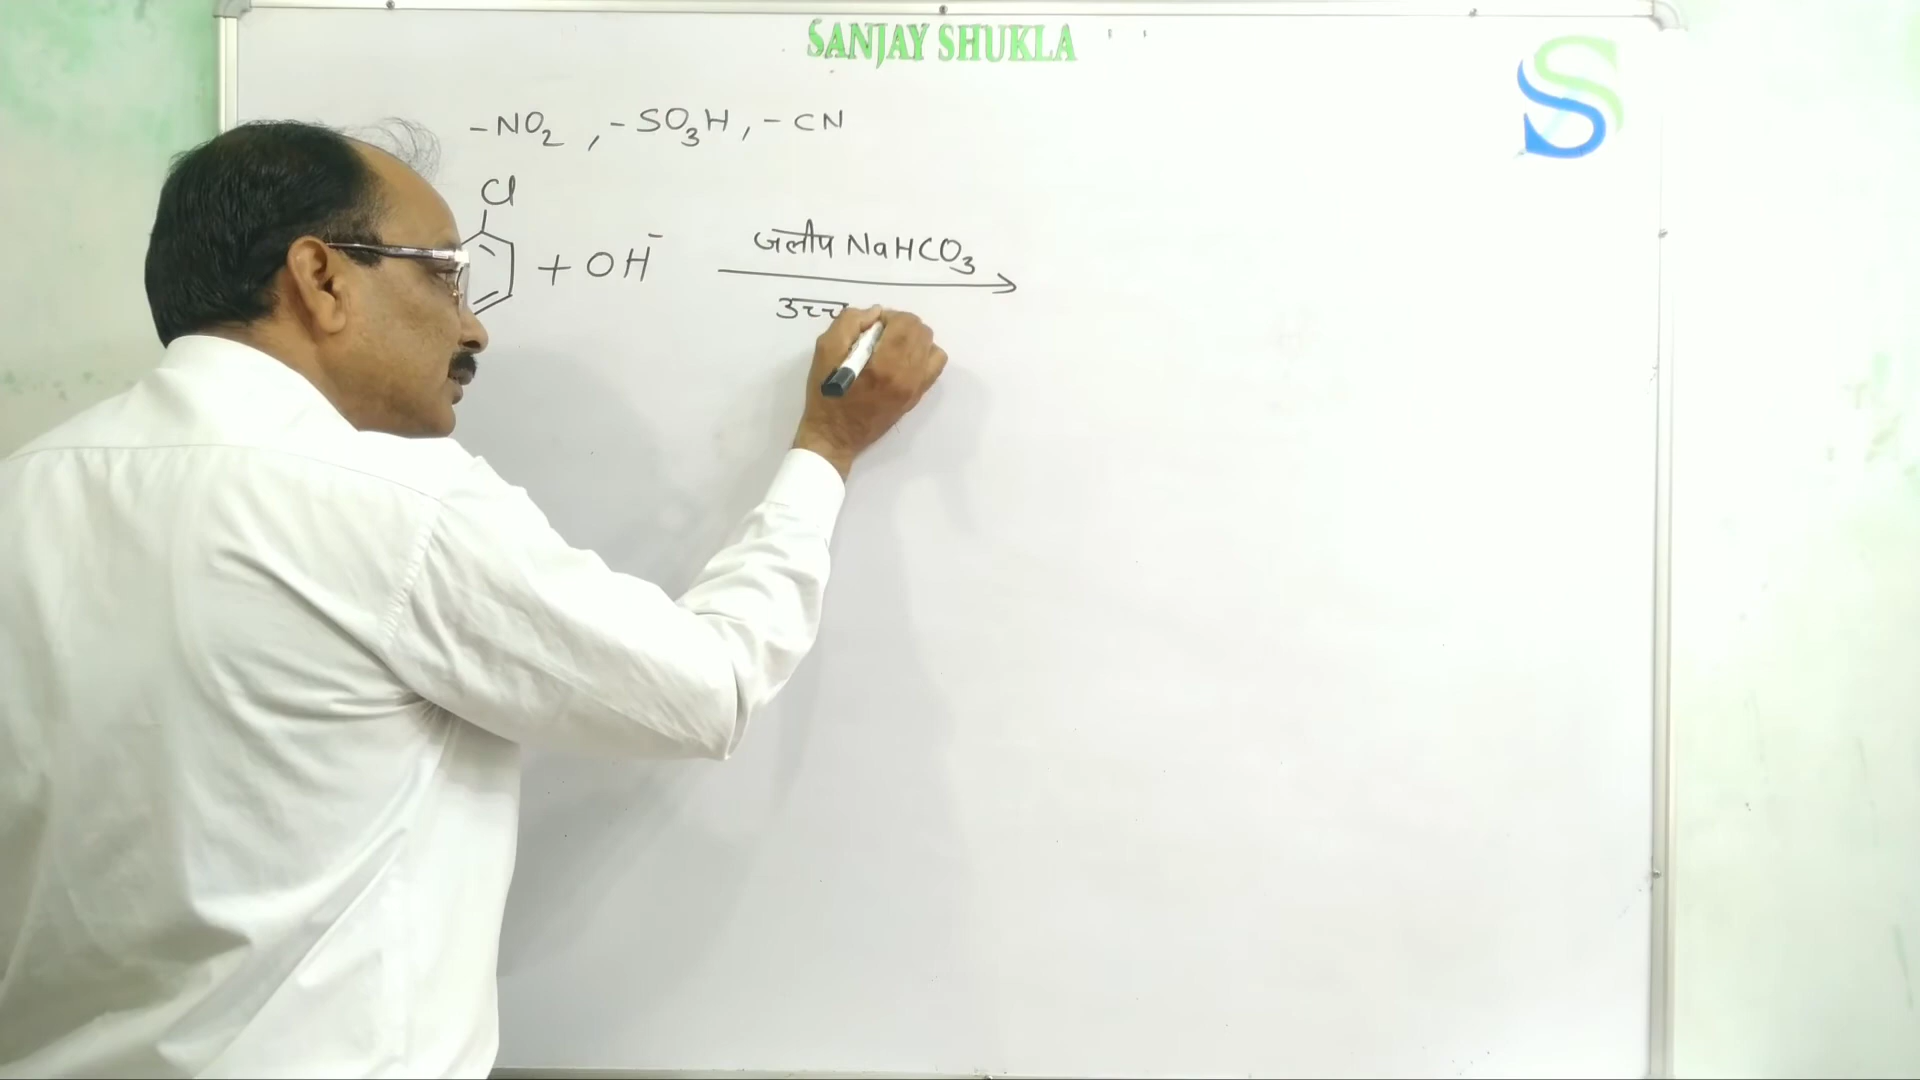 SANJAY SHUKLA
S
-NO2, -SO3H, -CN
Cl
+ OH⁻
जलीय NaHCO3
उच्च